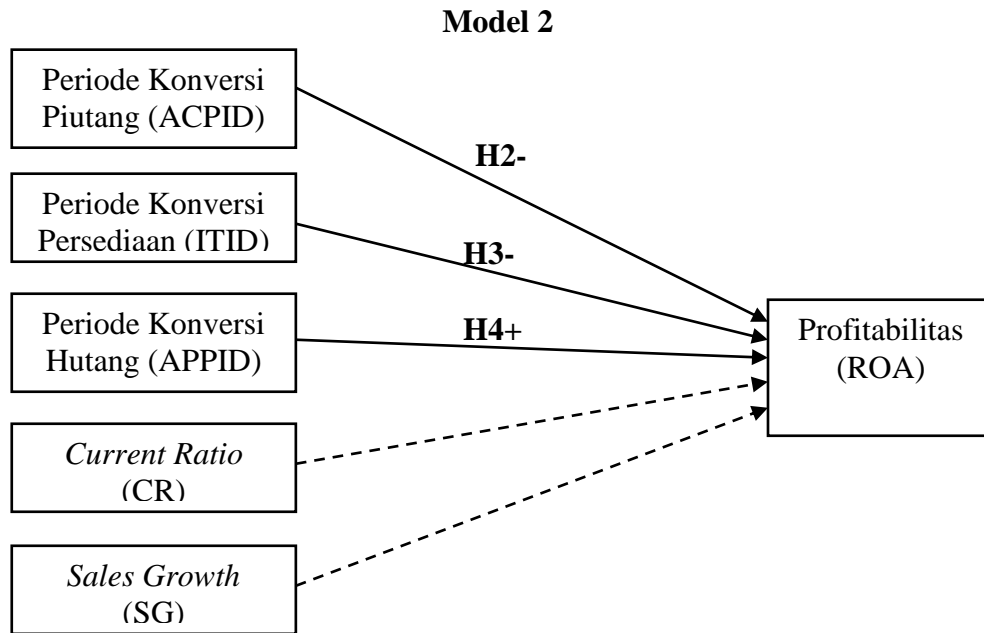 Model 2
Periode Konversi
Piutang (ACPID)
H2-
Periode Konversi
Persediaan (ITID)
H3-
Periode Konversi
Hutang (APPID)
H4+
Profitabilitas
(ROA)
Current Ratio
(CR)
Sales Growth
(SG)